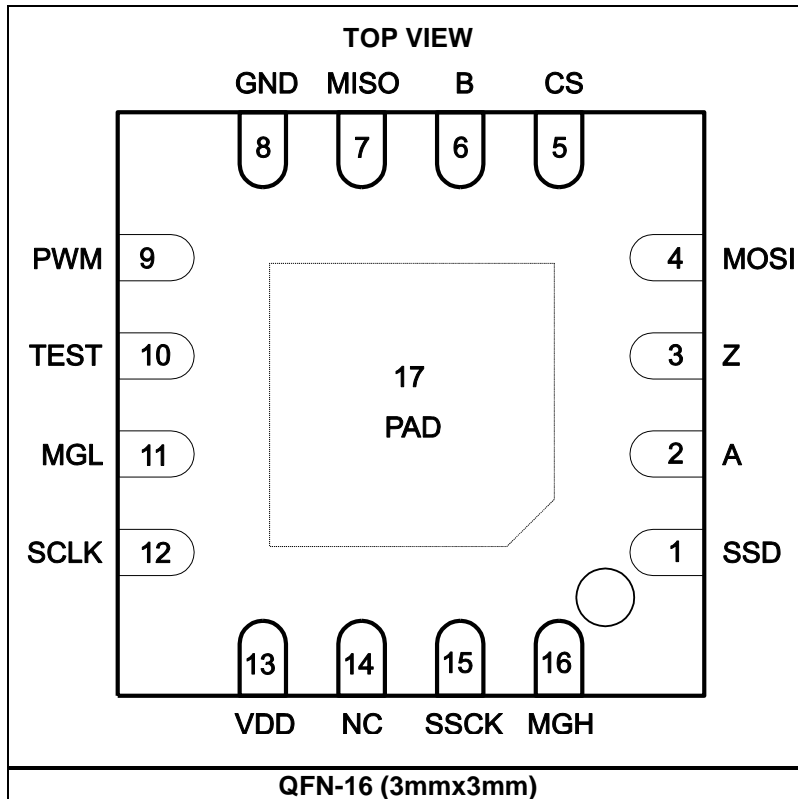 TOP VIEW
GND MISO B CS
8 7 6 5
PWM 9 4 MOSI
TEST 10 3 Z
17
PAD
MGL 11 2 A
SCLK 12 1 SSD
13 14 15 16
VDD NC SSCK MGH
QFN-16 (3mmx3mm)